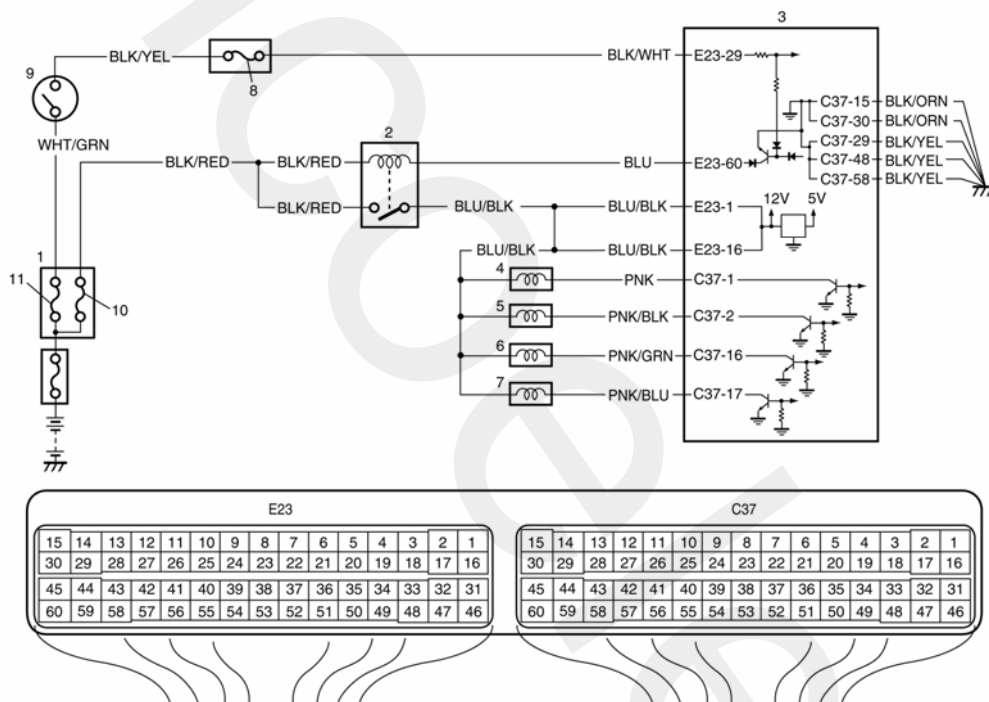 3
BLK/YEL
BLK/WHT
E23-29
9
8
C37-15
BLK/ORN
C37-30
BLK/ORN
WHT/GRN
2
C37-29
BLK/YEL
BLK/RED
BLK/RED
BLU
E23-60
C37-48
BLK/YEL
C37-58
BLK/YEL
BLK/RED
BLU/BLK
BLU/BLK
E23-1
12V
5V
1
BLU/BLK
BLU/BLK
E23-16
11
10
4
PNK
C37-1
5
PNK/BLK
C37-2
6
PNK/GRN
C37-16
7
PNK/BLU
C37-17
E23
C37
15 14 13 12 11 10 9 8 7 6 5 4 3 2 1
15 14 13 12 11 10 9 8 7 6 5 4 3 2 1
30 29 28 27 26 25 24 23 22 21 20 19 18 17 16
30 29 28 27 26 25 24 23 22 21 20 19 18 17 16
45 44 43 42 41 40 39 38 37 36 35 34 33 32 31
45 44 43 42 41 40 39 38 37 36 35 34 33 32 31
60 59 58 57 56 55 54 53 52 51 50 49 48 47 46
60 59 58 57 56 55 54 53 52 51 50 49 48 47 46